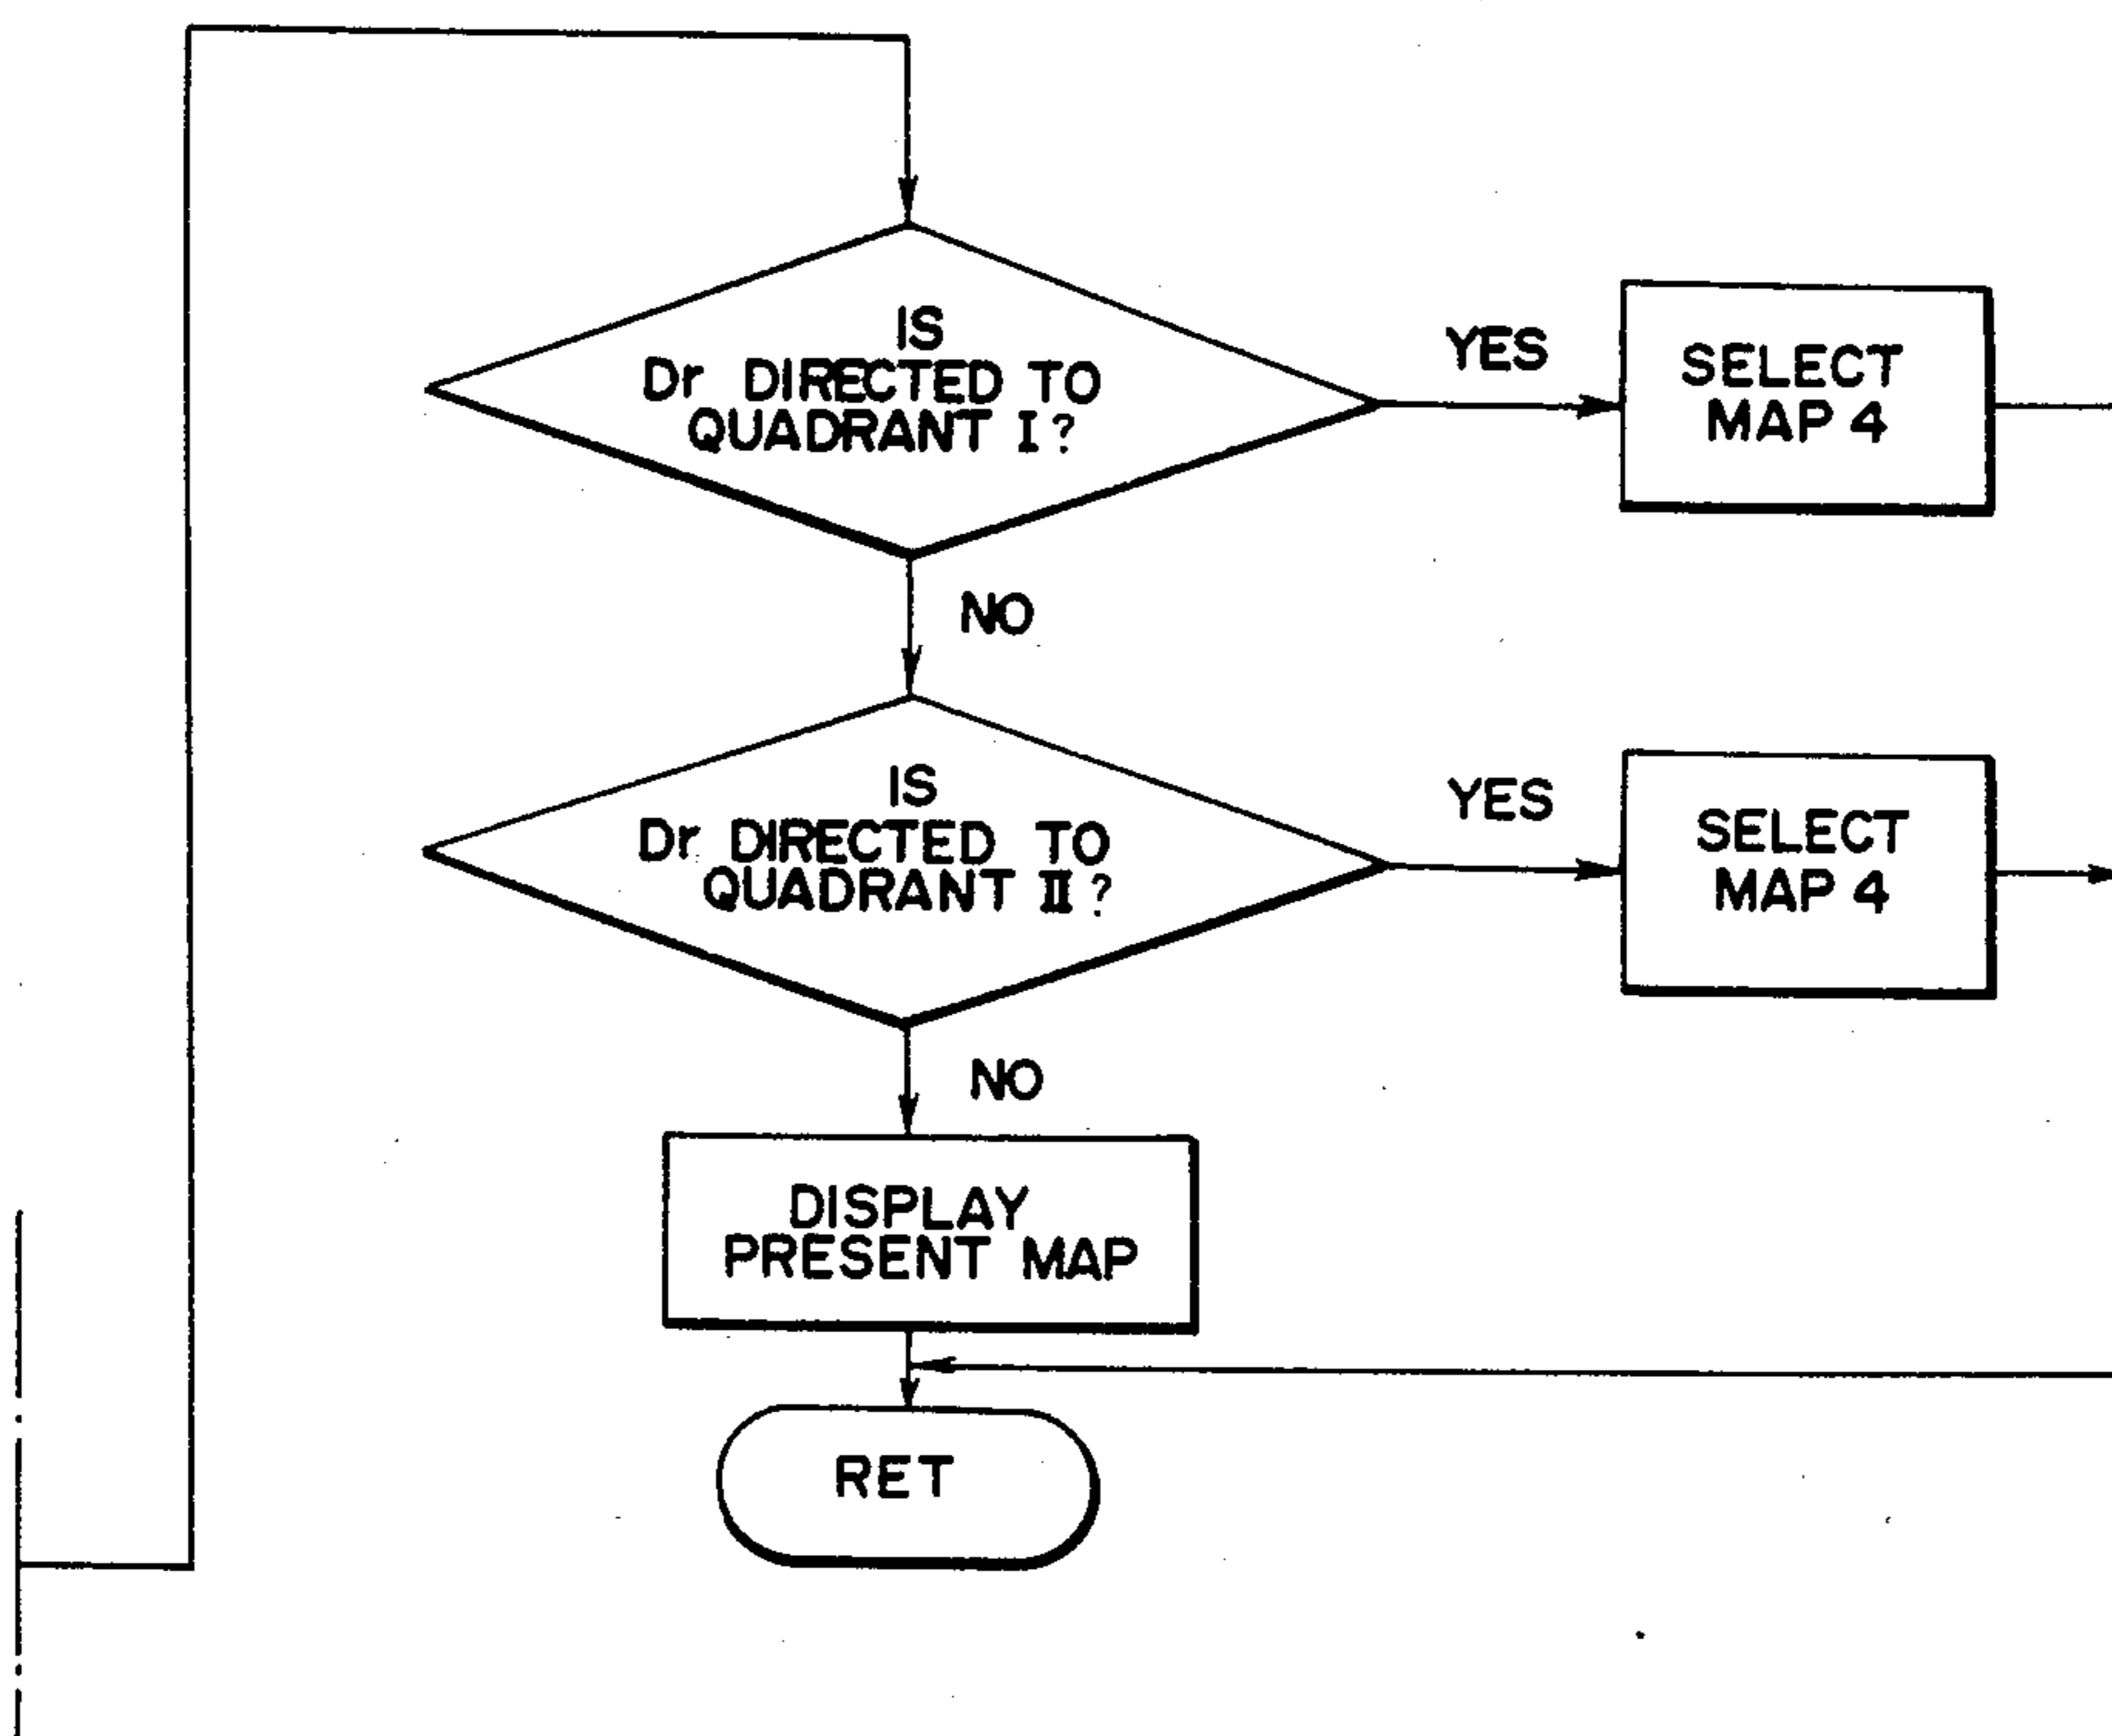 IS
Dr DIRECTED TO
QUADRANT I?
YES
SELECT
MAP 4
NO
IS
Dr DIRECTED TO
QUADRANT II?
YES
SELECT
MAP 4
NO
DISPLAY
PRESENT MAP
RET